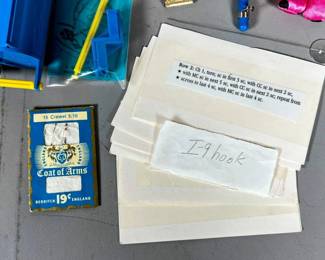 Row 2: Ch 1, turn; sc in first 3 sc, with CC sc in next 2 sc,
* with MC sc in next 5 sc, with CC sc in next 2 sc; repeat from
* across to last 4 sc, with MC sc in last 4 sc.
I-9 hook
15 Crewel 5/10
Coat of Arms
19¢
REDDITCH ENGLAND